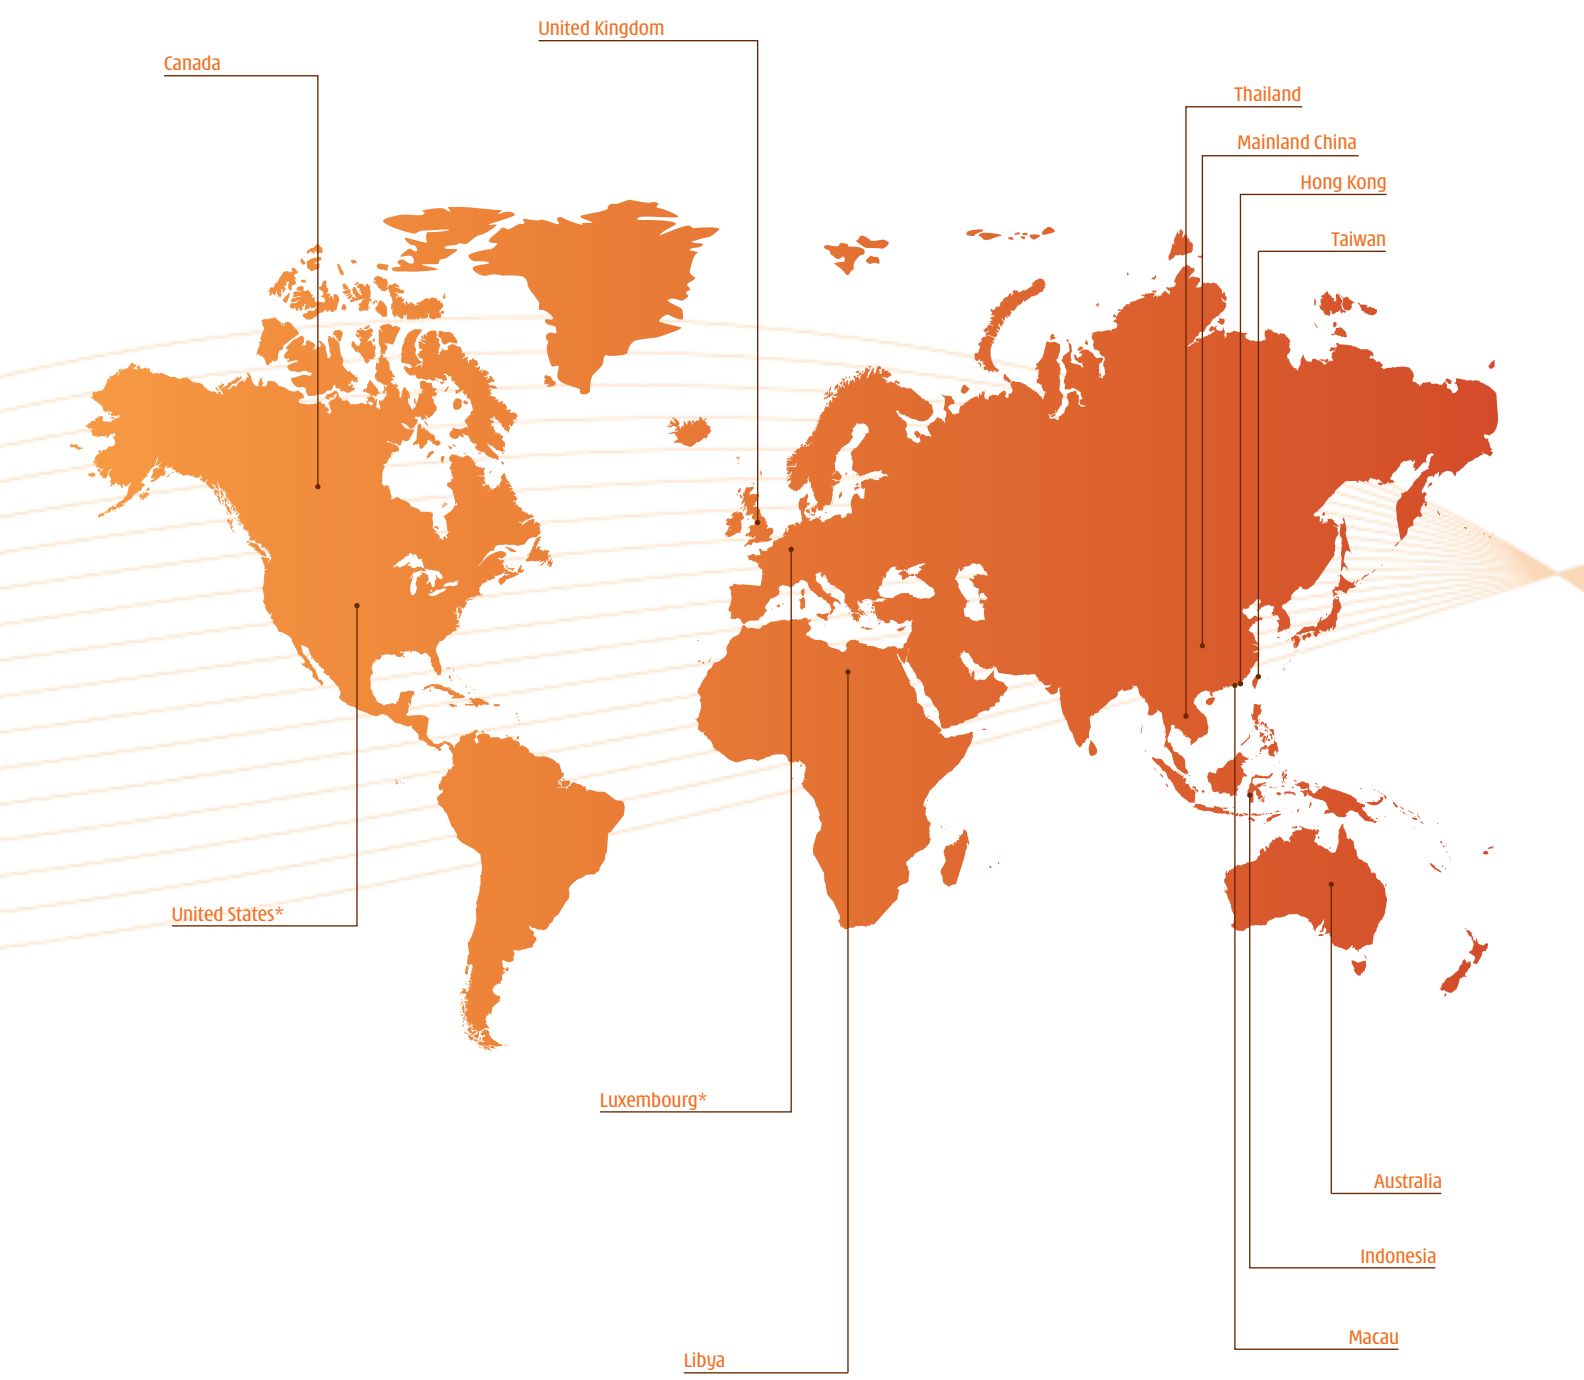 United Kingdom
Canada
Thailand
Mainland China
Hong Kong
Taiwan
United States*
Luxembourg*
Australia
Indonesia
Macau
Libya